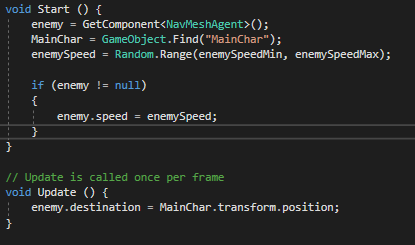 void Start () {
enemy = GetComponent<NavMeshAgent>();
MainChar = GameObject.Find("MainChar");
enemySpeed = Random.Range(enemySpeedMin, enemySpeedMax);
if (enemy != null)
{
enemy.speed = enemySpeed;
}
}
// Update is called once per frame
void Update () {
enemy.destination = MainChar.transform.position;
}